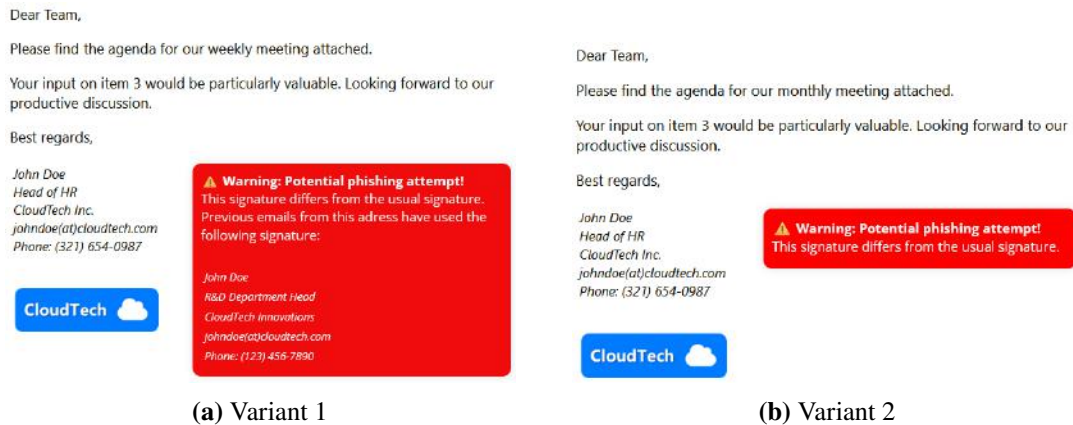 Dear Team,
Please find the agenda for our weekly meeting attached.
Your input on item 3 would be particularly valuable. Looking forward to our
productive discussion.
Best regards,
John Doe
Head of HR
CloudTech Inc.
johndoe(at)cloudtech.com
Phone: (321) 654-0987
CloudTech
Warning: Potential phishing attempt!
This signature differs from the usual signature.
Previous emails from this adress have used the
following signature:
John Doe
R&D Department Head
CloudTech Innovations
johndoe(at)cloudtech.com
Phone: (123) 456-7890
(a) Variant 1
Dear Team,
Please find the agenda for our monthly meeting attached.
Your input on item 3 would be particularly valuable. Looking forward to our
productive discussion.
Best regards,
John Doe
Head of HR
CloudTech Inc.
johndoe(at)cloudtech.com
Phone: (321) 654-0987
CloudTech
Warning: Potential phishing attempt!
This signature differs from the usual signature.
(b) Variant 2